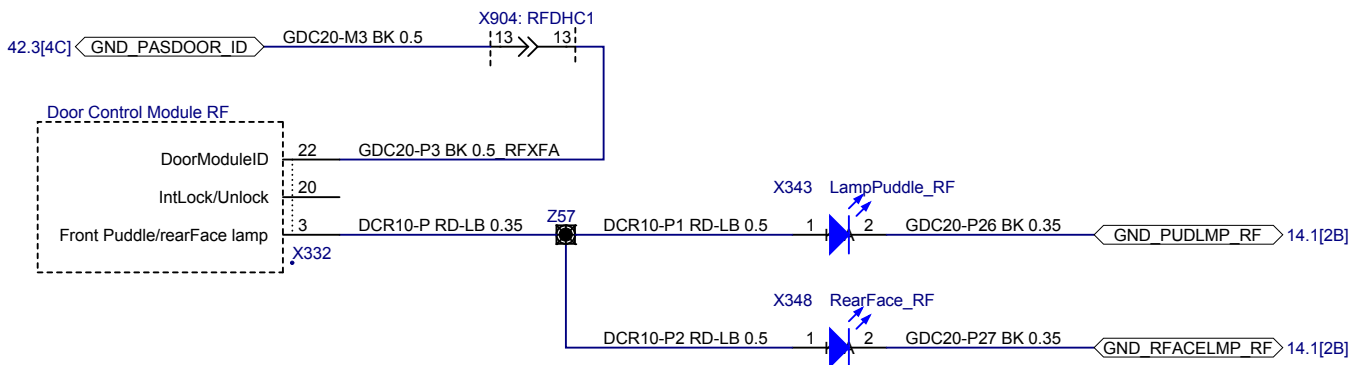 X904: RFDHC1
42.3[4C] GND_PASDOOR_ID GDC20-M3 BK 0.5 13 13
Door Control Module RF
DoorModuleID 22 GDC20-P3 BK 0.5_RFXFA
IntLock/Unlock 20
X343 LampPuddle_RF
Front Puddle/rearFace lamp 3 DCR10-P RD-LB 0.35 Z57 DCR10-P1 RD-LB 0.5 1 2 GDC20-P26 BK 0.35 GND_PUDLMP_RF 14.1[2B]
X332
X348 RearFace_RF
DCR10-P2 RD-LB 0.5 1 2 GDC20-P27 BK 0.35 GND_RFACELMP_RF 14.1[2B]